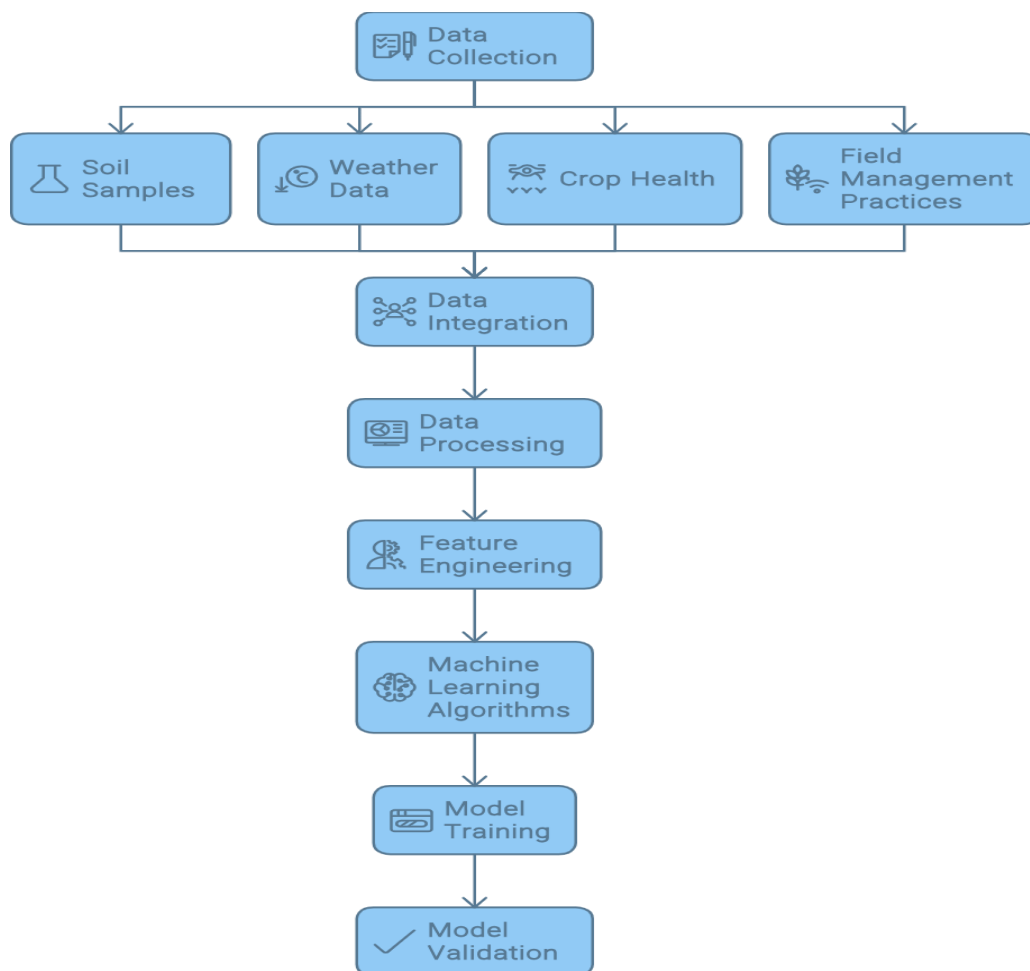 Data
Collection
Soil
Samples
Weather
Data
Crop Health
Field
Management
Practices
Data
Integration
Data
Processing
Feature
Engineering
Machine
Learning
Algorithms
Model
Training
Model
Validation